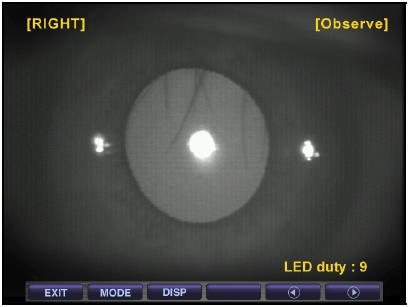 [RIGHT] [Observe]
LED duty : 9
EXIT MODE DISP